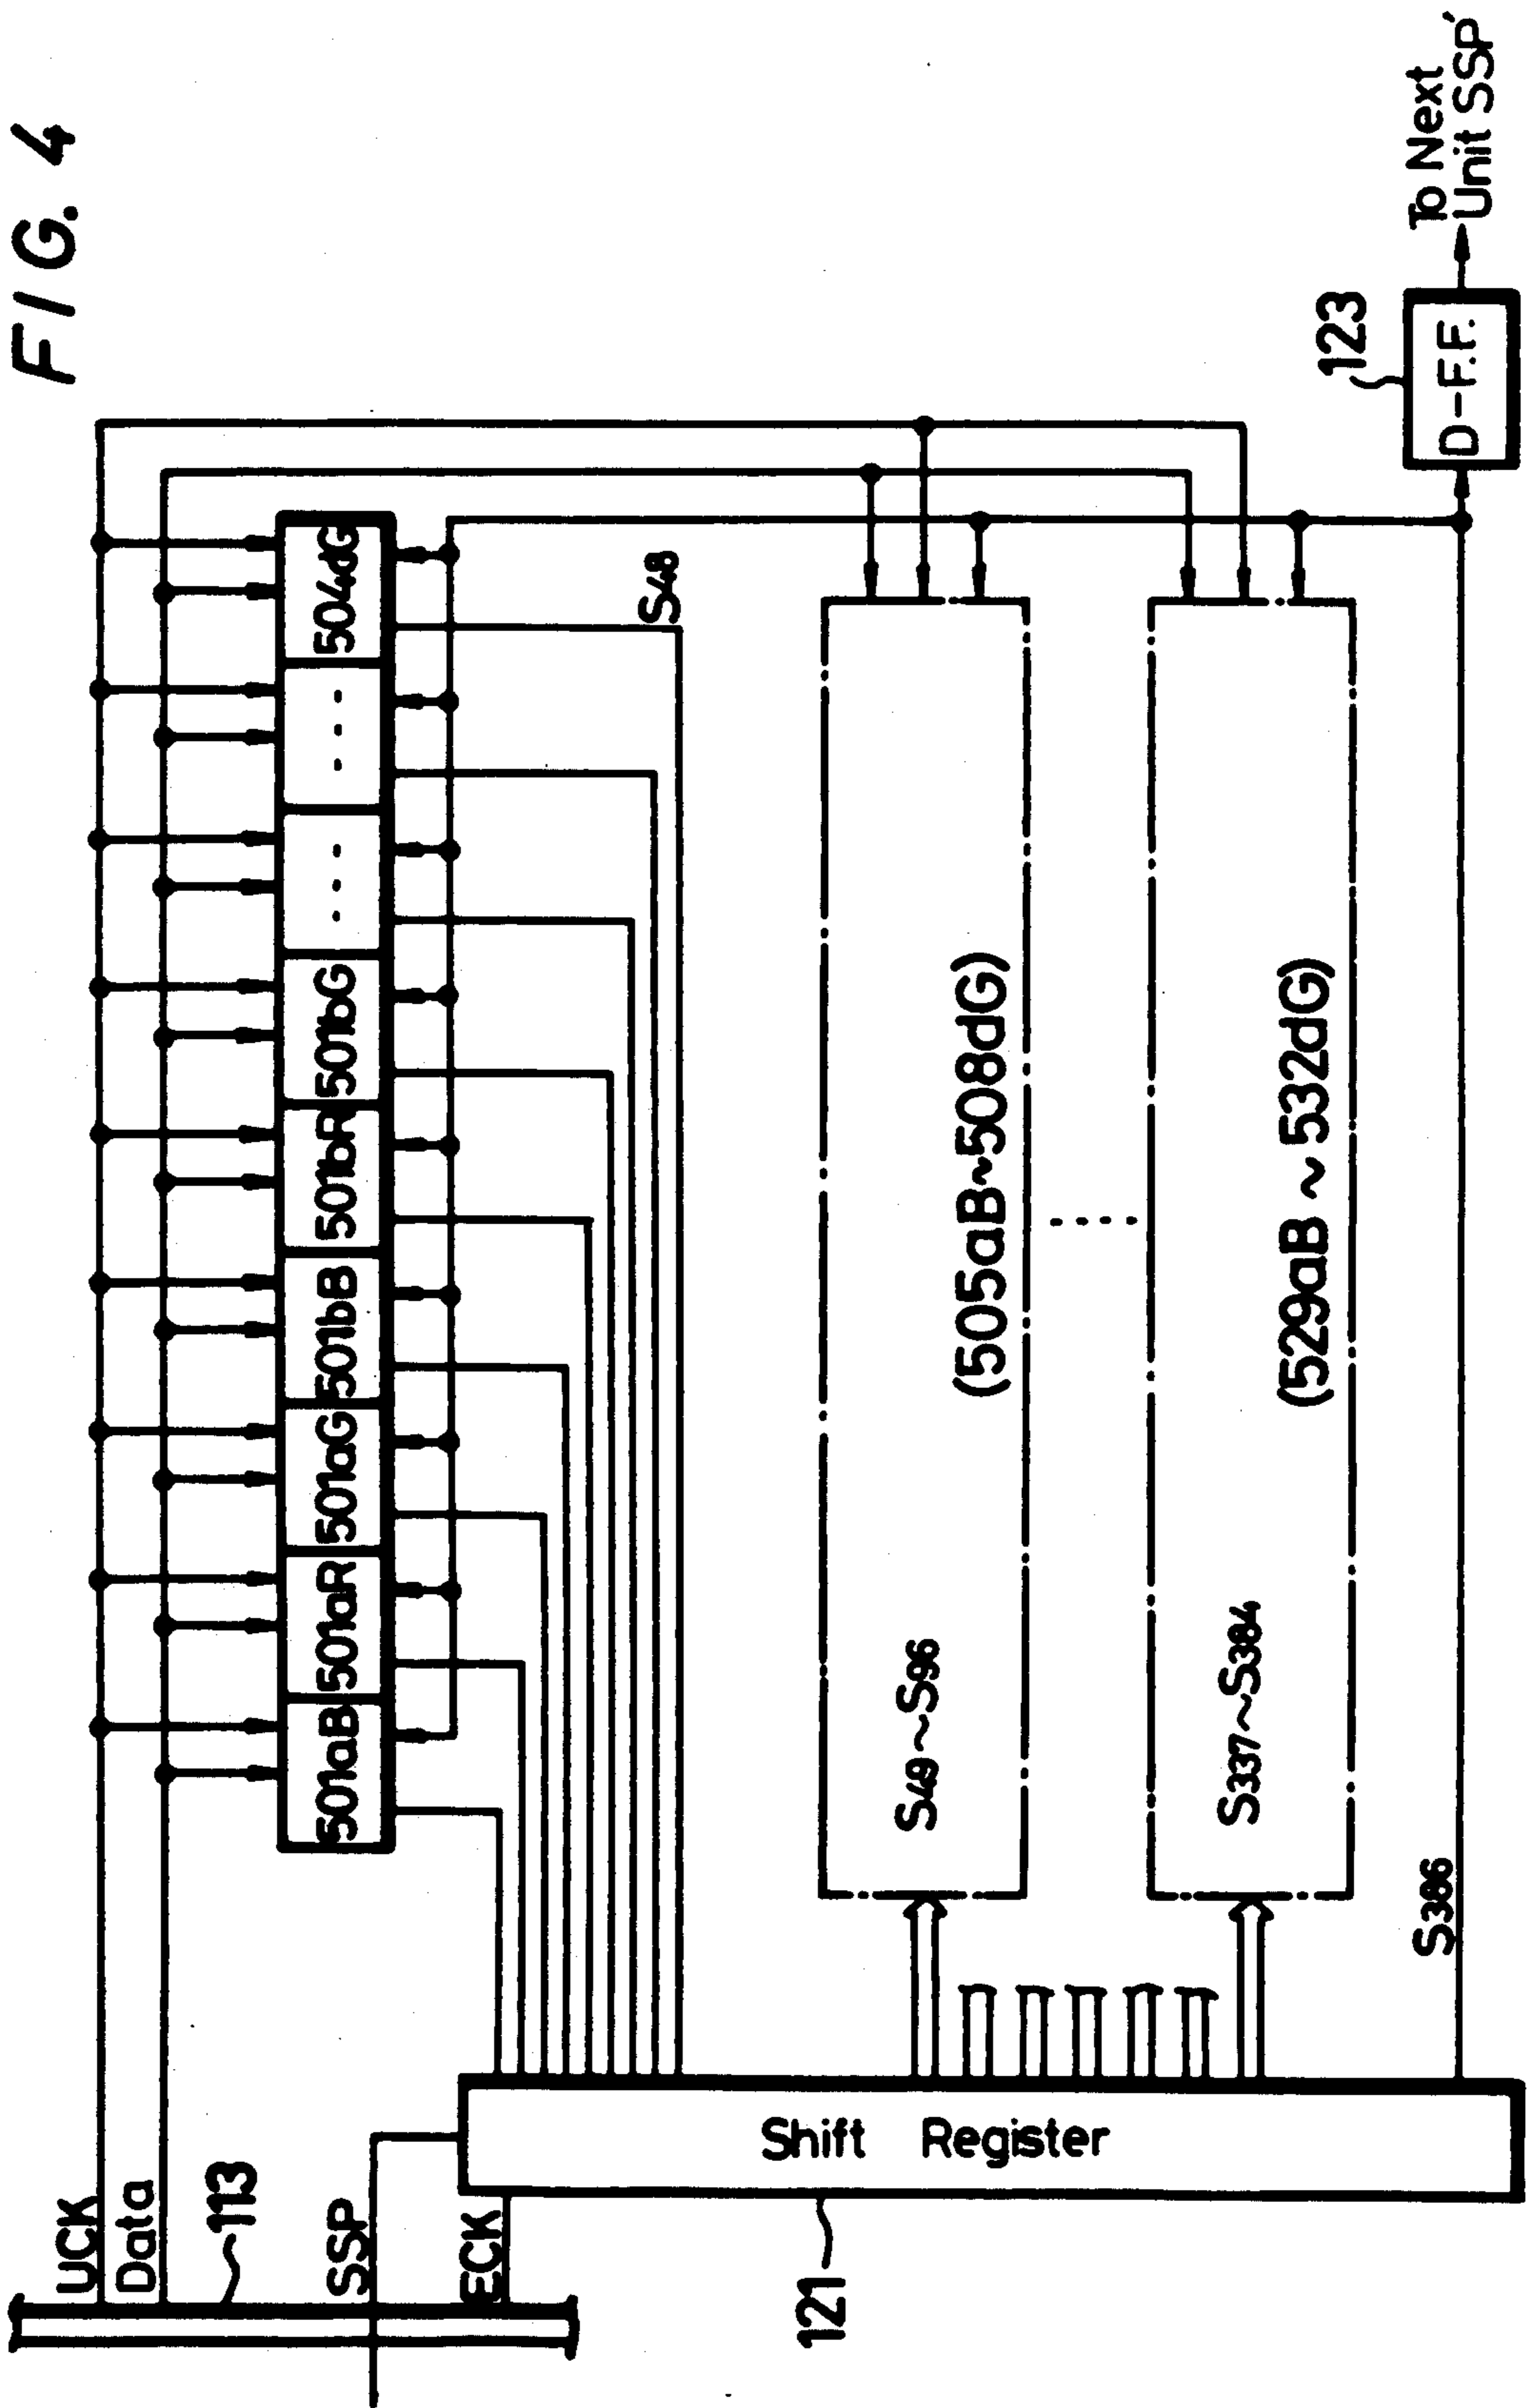 FIG. 4
UCK
Data
113
SSP
ECK
501aB
501aR
501aG
501bB
501bR
501bG
---
---
504dG
S48
121
Shift Register
S49~S96
(505aB~508dG)
....
S337~S384
(529aB ~ 532dG)
S386
123
D-F.F.
To Next
Unit SSP'